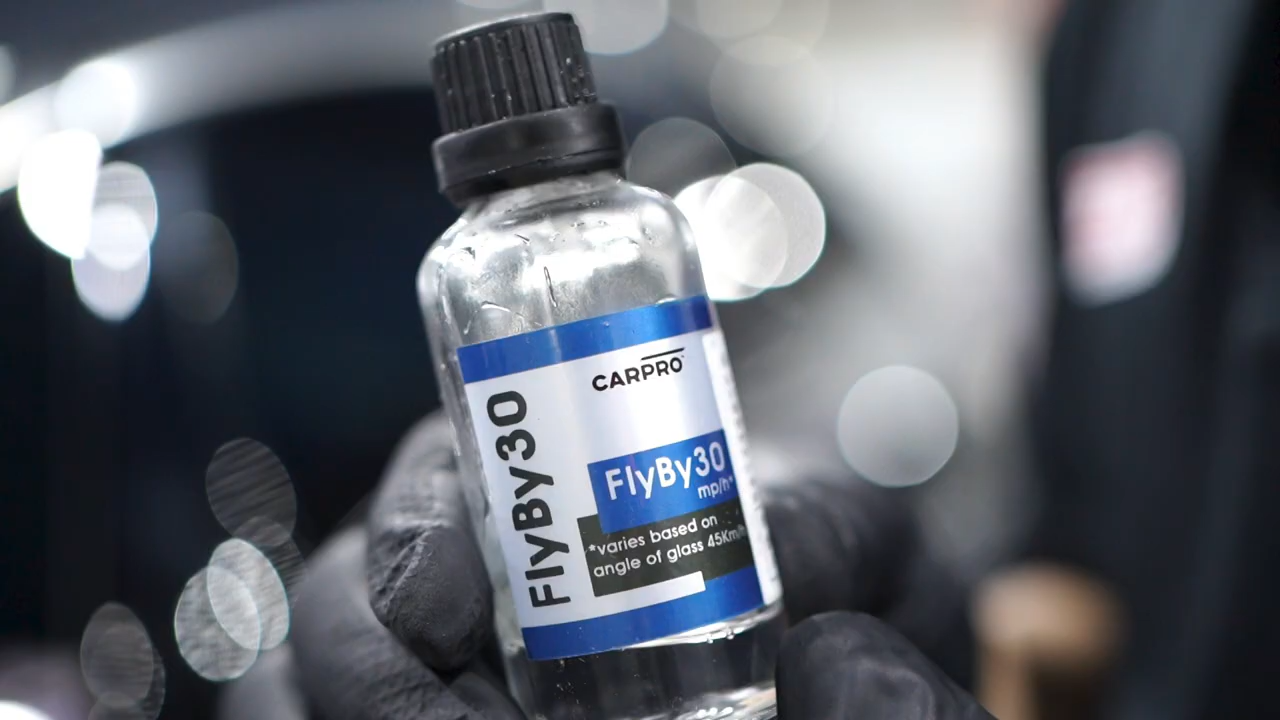 CARPRO
FlyBy30
FlyBy30
mp/h*
*varies based on
angle of glass 45Km/h